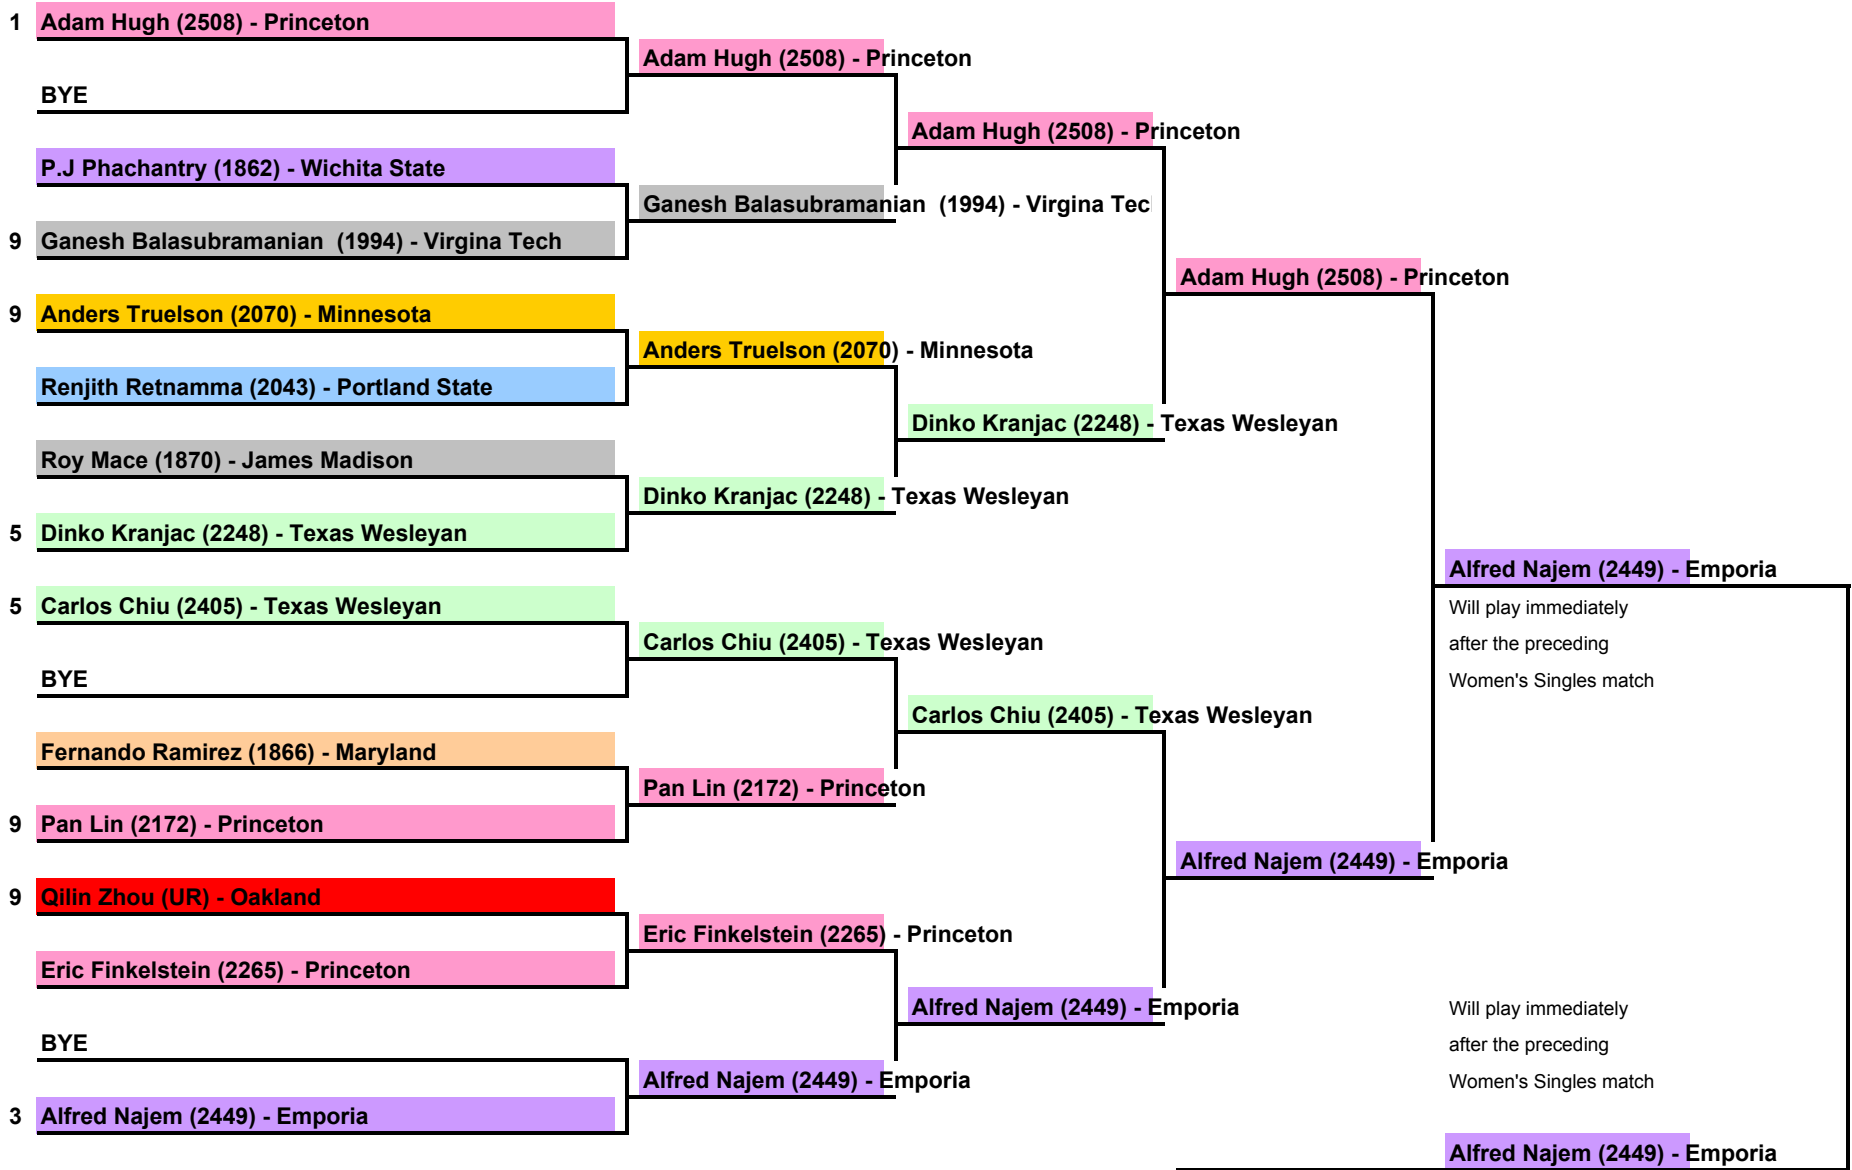 1 Adam Hugh (2508) - Princeton
Adam Hugh (2508) - Princeton
BYE
Adam Hugh (2508) - Princeton
P.J Phachantry (1862) - Wichita State
Ganesh Balasubramanian (1994) - Virgina Tec
9 Ganesh Balasubramanian (1994) - Virgina Tech
Adam Hugh (2508) - Princeton
9 Anders Truelson (2070) - Minnesota
Anders Truelson (2070) - Minnesota
Renjith Retnamma (2043) - Portland State
Dinko Kranjac (2248) - Texas Wesleyan
Roy Mace (1870) - James Madison
Dinko Kranjac (2248) - Texas Wesleyan
5 Dinko Kranjac (2248) - Texas Wesleyan
Alfred Najem (2449) - Emporia
5 Carlos Chiu (2405) - Texas Wesleyan
Will play immediately
Carlos Chiu (2405) - Texas Wesleyan
after the preceding
BYE
Women's Singles match
Carlos Chiu (2405) - Texas Wesleyan
Fernando Ramirez (1866) - Maryland
Pan Lin (2172) - Princeton
9 Pan Lin (2172) - Princeton
Alfred Najem (2449) - Emporia
9 Qilin Zhou (UR) - Oakland
Eric Finkelstein (2265) - Princeton
Eric Finkelstein (2265) - Princeton
Alfred Najem (2449) - Emporia
Will play immediately
BYE
after the preceding
Alfred Najem (2449) - Emporia
Women's Singles match
3 Alfred Najem (2449) - Emporia
Alfred Najem (2449) - Emporia